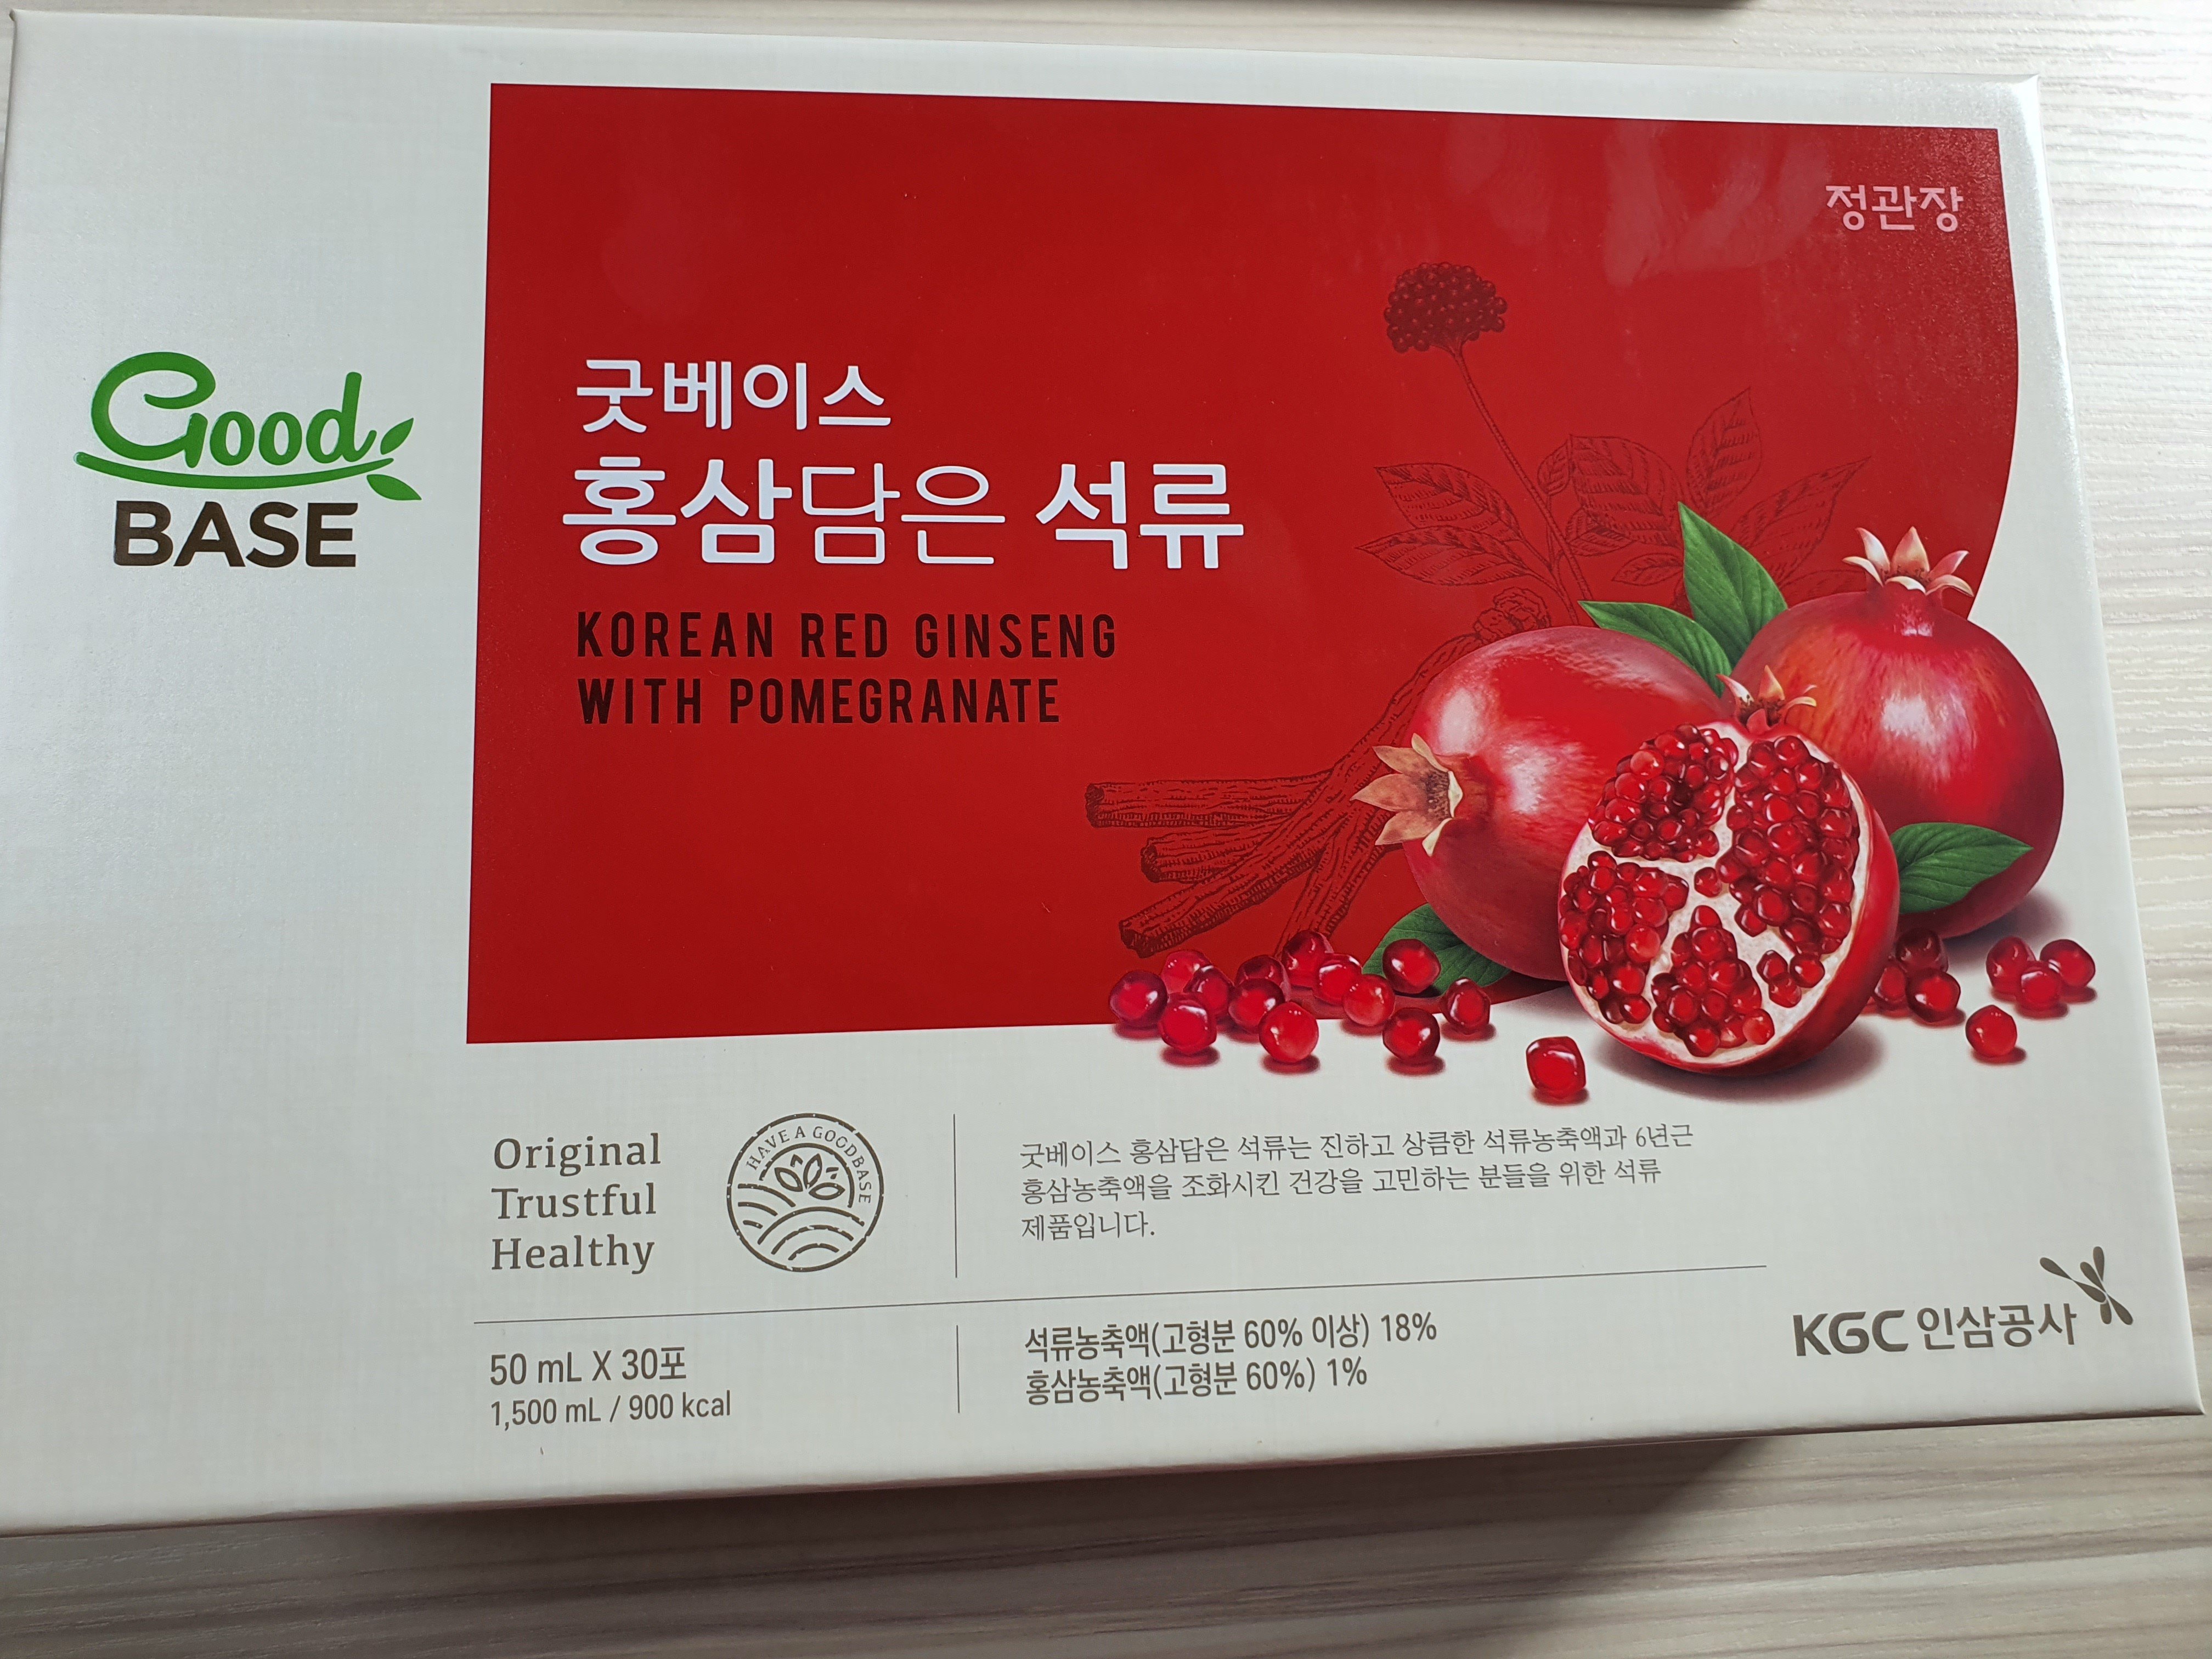 정관장
Good
BASE
굿베이스
홍삼담은 석류
KOREAN RED GINSENG
WITH POMEGRANATE
Original
Trustful
Healthy
HAVE A GOODBASE
굿베이스 홍삼담은 석류는 진하고 상큼한 석류농축액과 6년근
홍삼농축액을 조화시킨 건강을 고민하는 분들을 위한 석류
제품입니다.
50 mL X 30포
1,500 mL / 900 kcal
석류농축액(고형분 60% 이상) 18%
홍삼농축액(고형분 60%) 1%
KGC 인삼공사